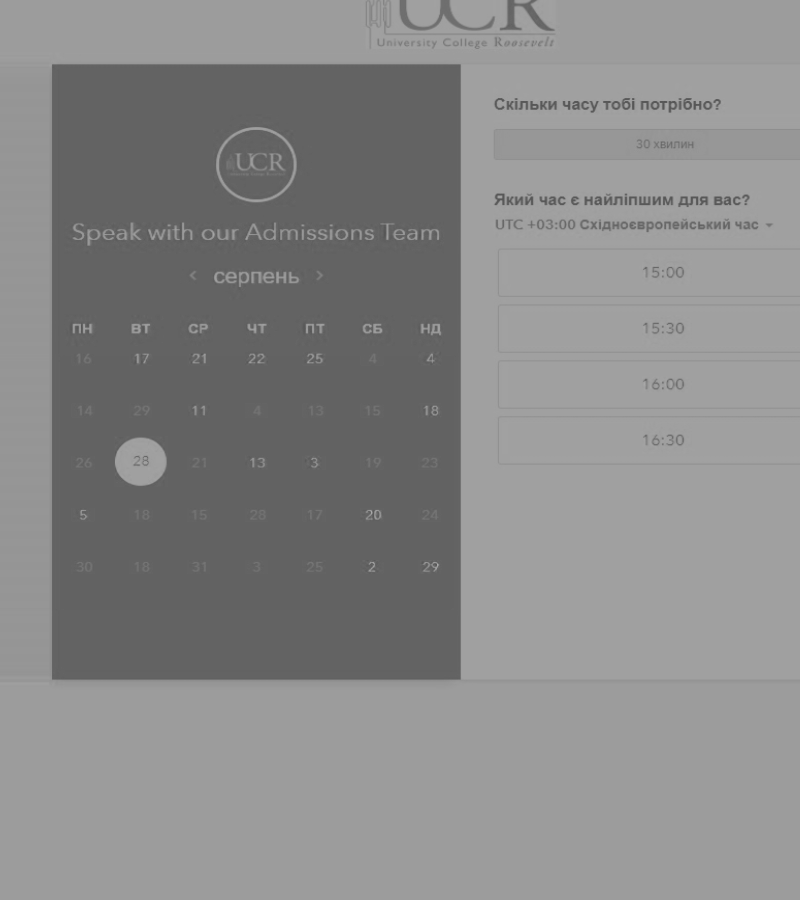 UCR
University College Roosevelt
UCR
Speak with our Admissions Team
серпень
ПН ВТ СР ЧТ ПТ СБ НД
16 17 21 22 25 4 4
14 29 11 4 13 15 18
26 28 21 13 3 19 23
5 18 15 28 17 20 24
30 18 31 3 25 2 29
Скільки часу тобі потрібно?
30 хвилин
Який час є найліпшим для вас?
UTC +03:00 Східноєвропейський час
15:00
15:30
16:00
16:30